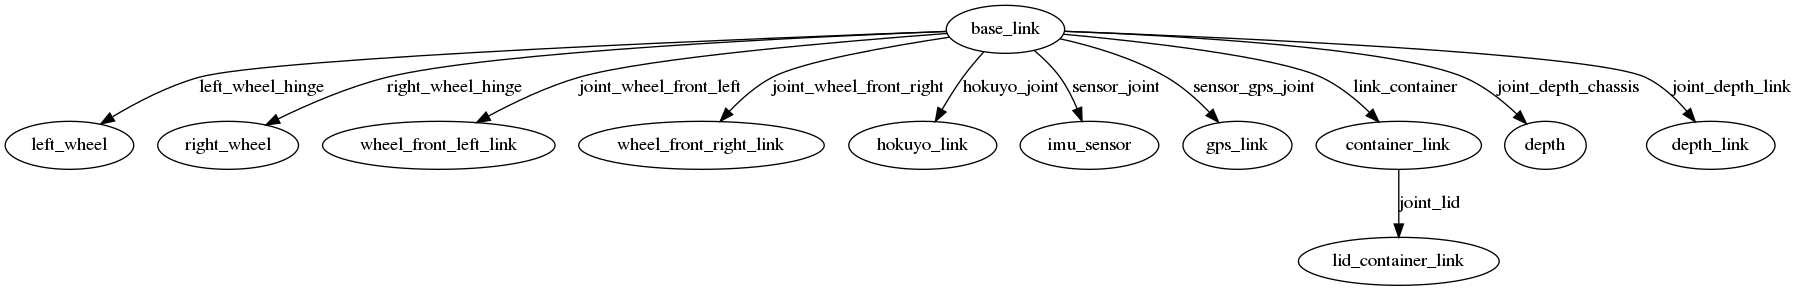 base_link
left_wheel_hinge
right_wheel_hinge
joint_wheel_front_left
joint_wheel_front_right
hokuyo_joint
sensor_joint
sensor_gps_joint
link_container
joint_depth_chassis
joint_depth_link
left_wheel
right_wheel
wheel_front_left_link
wheel_front_right_link
hokuyo_link
imu_sensor
gps_link
container_link
depth
depth_link
joint_lid
lid_container_link